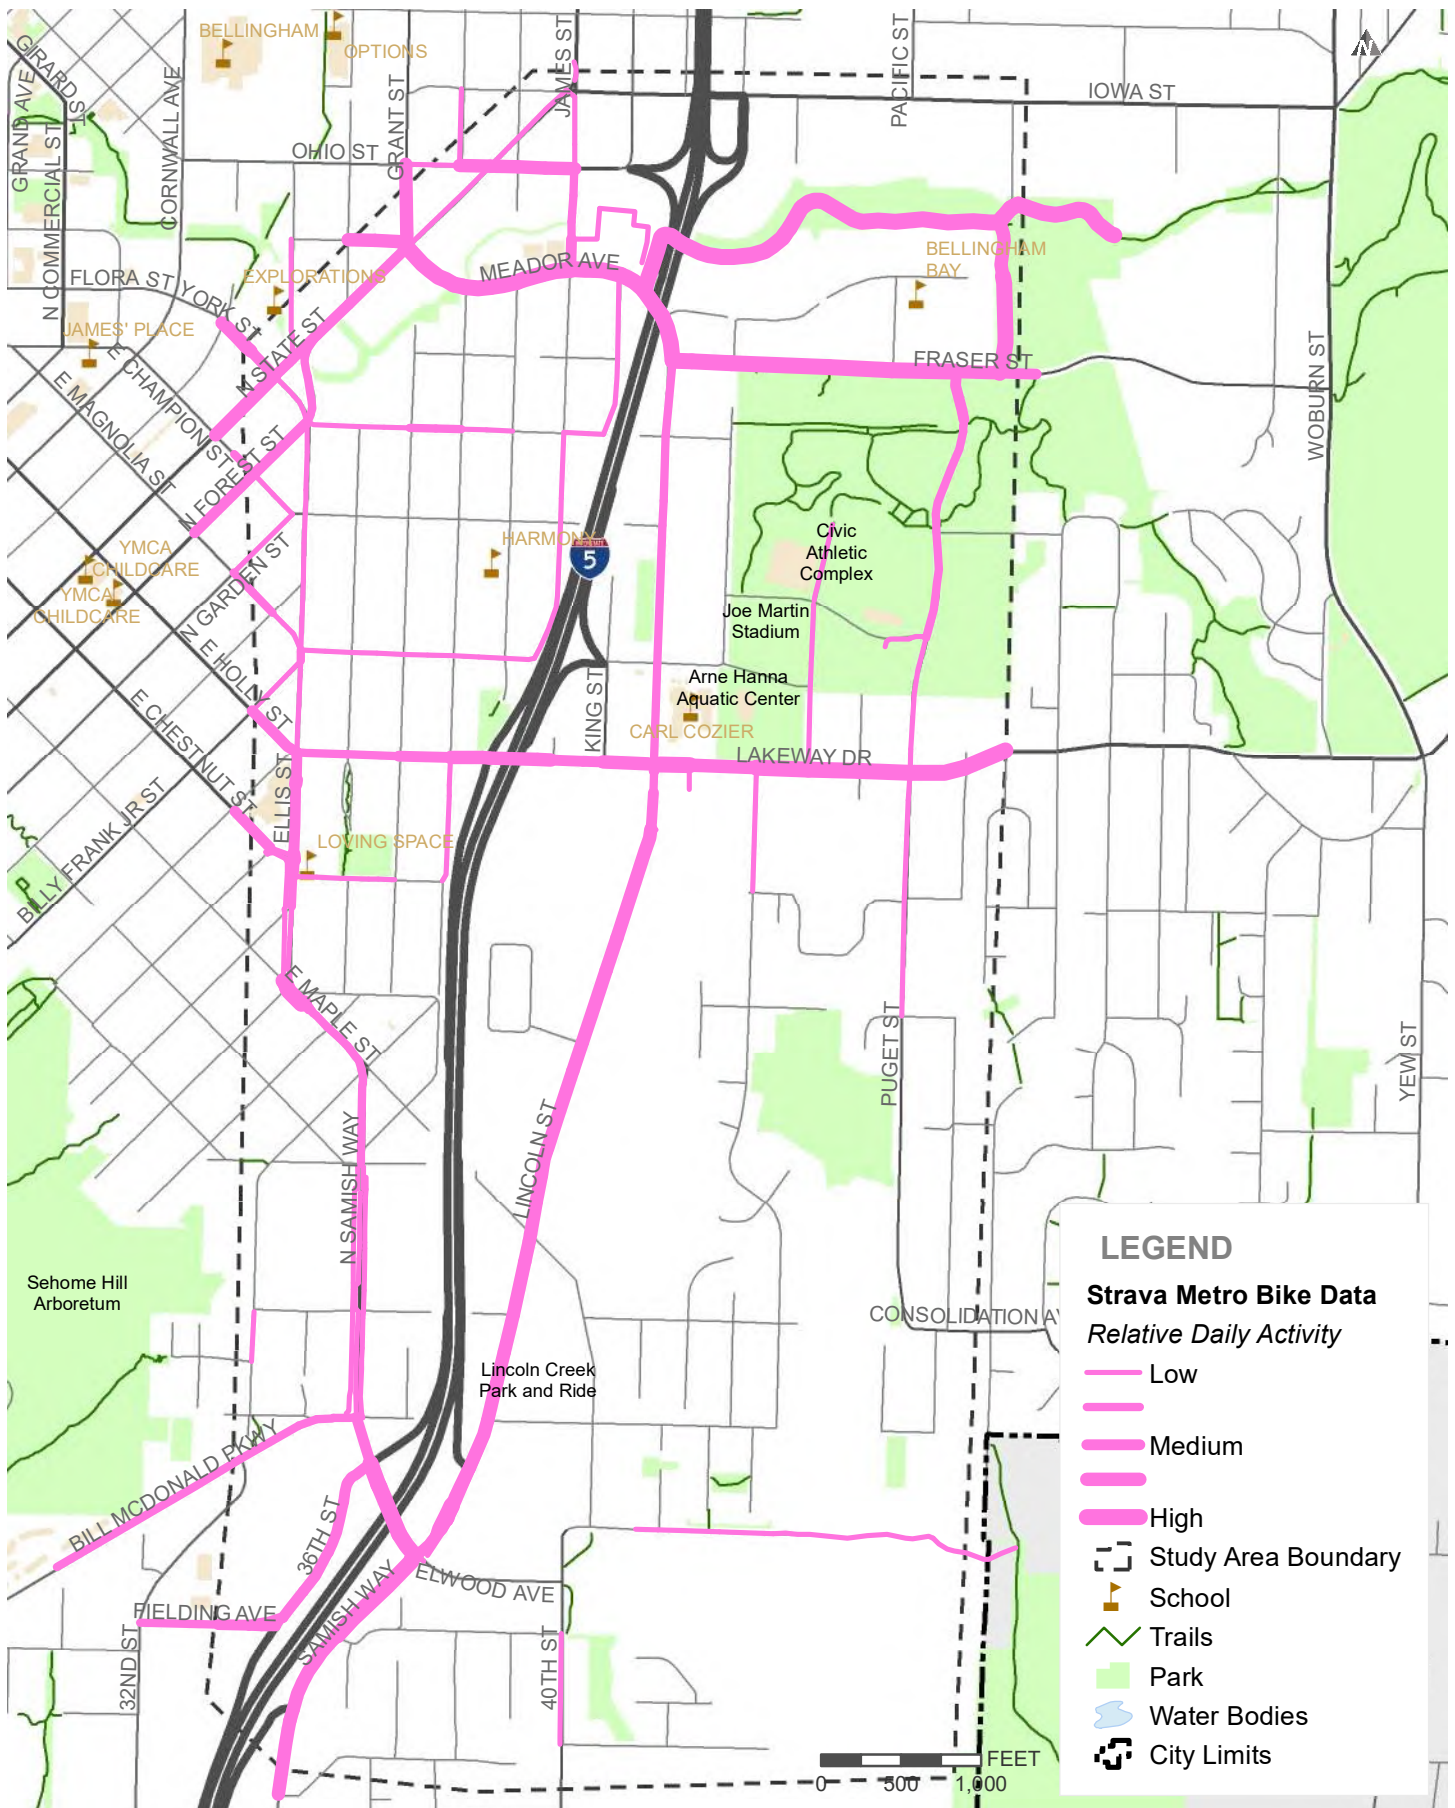 BELLINGHAM
OPTIONS
GIRARD ST
GRAND AVE
N COMMERCIAL ST
CORNWALL AVE
GRANT ST
JAMES ST
PACIFIC ST
N
IOWA ST
OHIO ST
MEADOR AVE
BELLINGHAM
BAY
FLORA ST
YORK ST
EXPLORATIONS
JAMES' PLACE
N STATE ST
E CHAMPION ST
E MAGNOLIA ST
FRASER ST
WOBURN ST
N FOREST ST
HARMONY
INTERSTATE
5
Civic
Athletic
Complex
YMCA
CHILDCARE
YMCA
CHILDCARE
N GARDEN ST
Joe Martin
Stadium
N E HOLLY ST
Arne Hanna
Aquatic Center
KING ST
CARL COZIER
E CHESTNUT ST
LAKEWAY DR
ELLIS ST
BILLY FRANK JR ST
LOVING SPACE
E MAPLE ST
PUGET ST
YEW ST
N SAMISH WAY
LINCOLN ST
Sehome Hill
Arboretum
CONSOLIDATION AV
Lincoln Creek
Park and Ride
BILL MCDONALD PKWY
36TH ST
SAMISH WAY
ELWOOD AVE
FIELDING AVE
32ND ST
40TH ST
LEGEND
Strava Metro Bike Data
Relative Daily Activity
Low
Medium
High
Study Area Boundary
School
Trails
Park
Water Bodies
City Limits
FEET
0 500 1,000